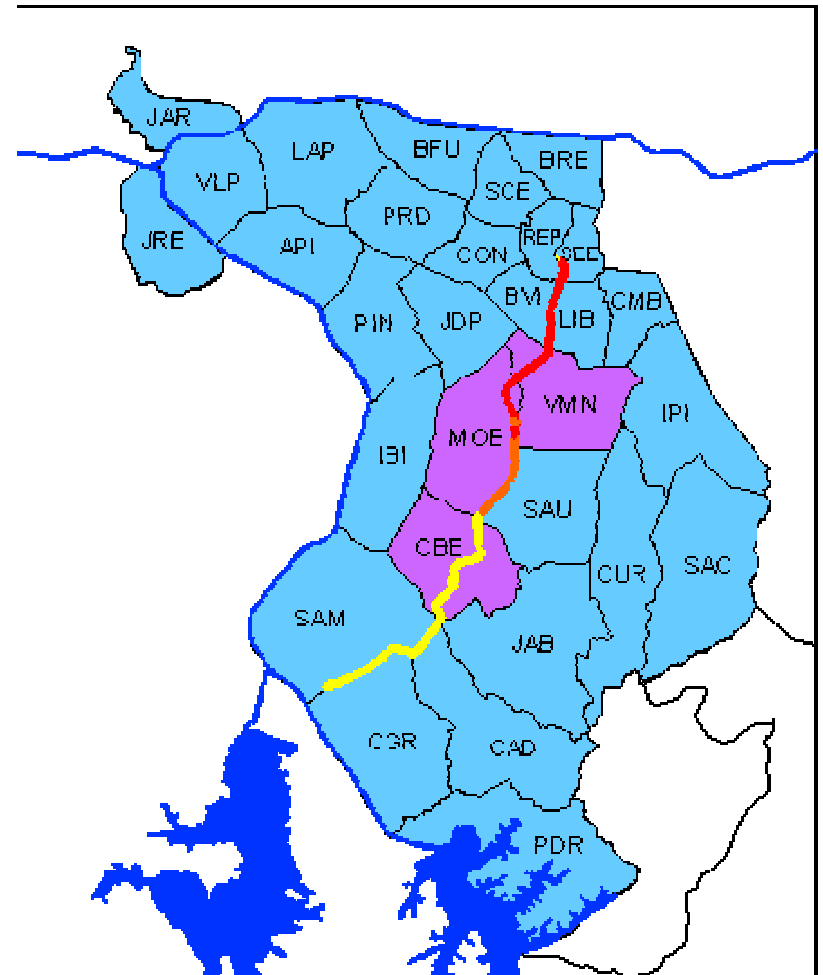 JAR
LAP
BFU
BRE
VLP
SCE
PRD
JRE
API
REP
SEE
CON
BVI
CMB
PIN
JDP
LIB
VMN
IPI
MOE
IBI
SAU
CBE
CUR
SAC
SAM
JAB
CGR
CAD
PDR